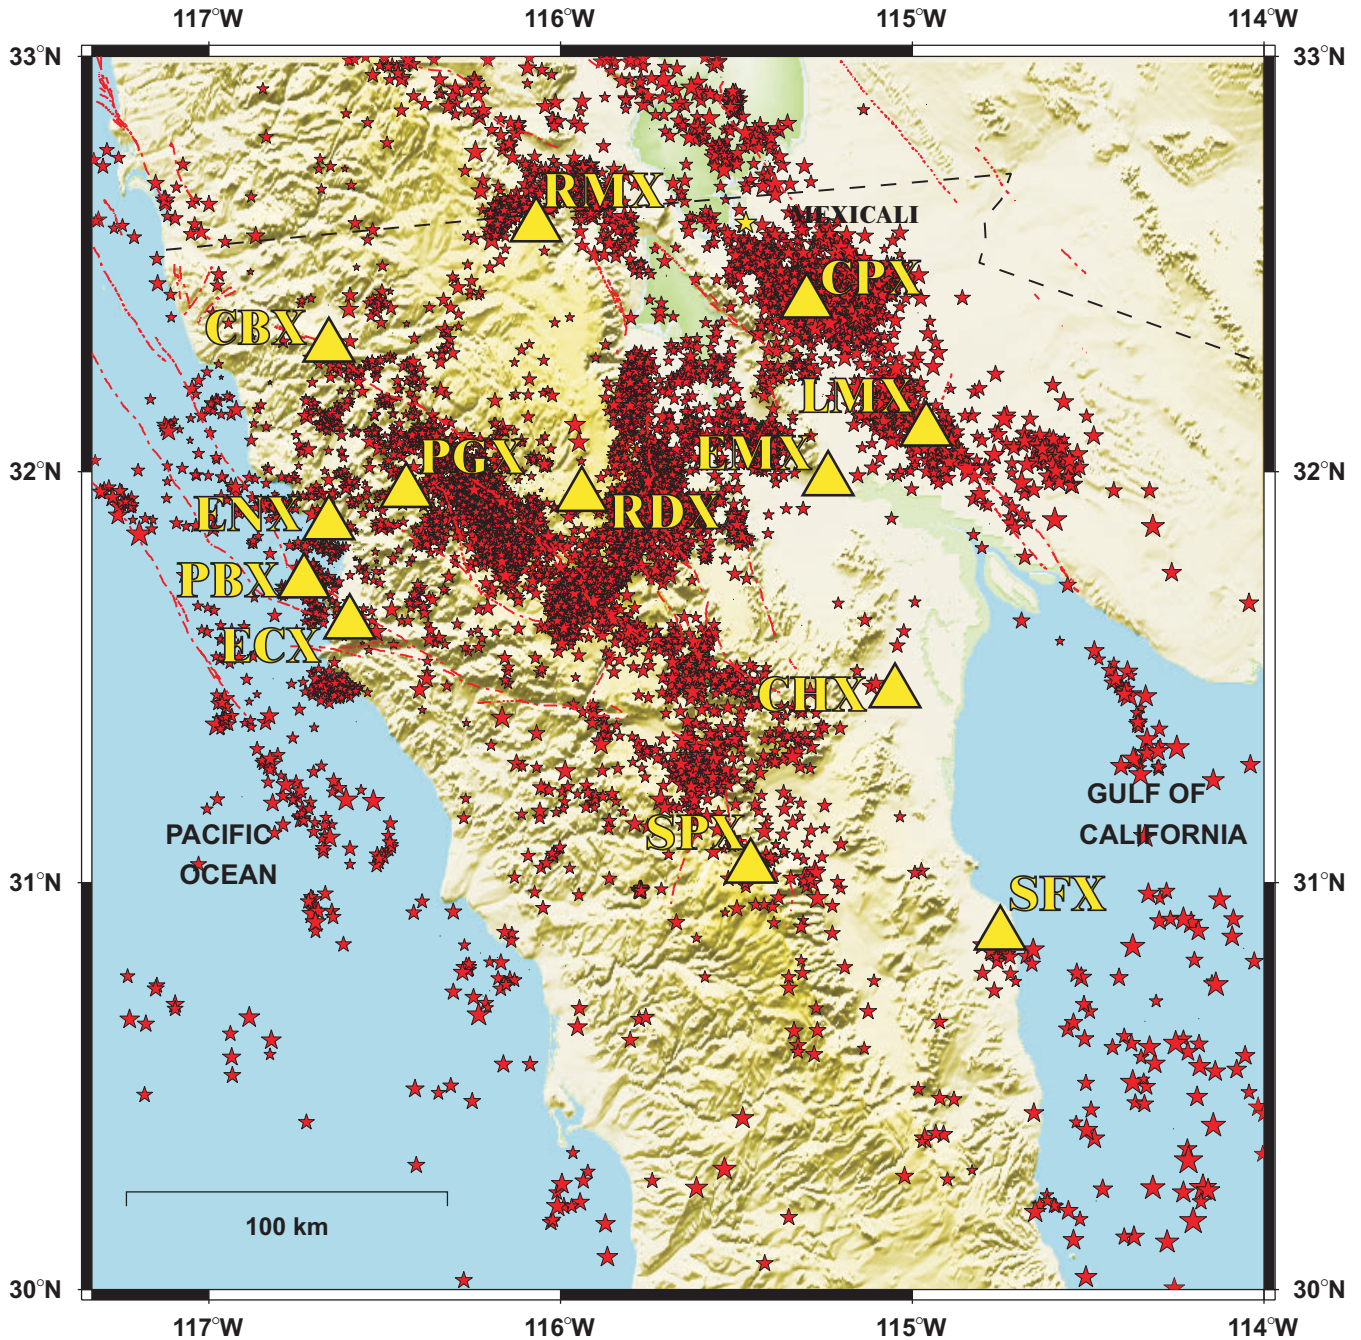 117°W 116°W 115°W 114°W
33°N 33°N
RMX
MEXICALI
CPX
CBX
LMX
PGX
EMX
32°N 32°N
ENX
RDX
PBX
ECX
CHX
GULF OF
CALIFORNIA
PACIFIC
OCEAN
SPX
31°N 31°N
SFX
100 km
30°N 30°N
117°W 116°W 115°W 114°W